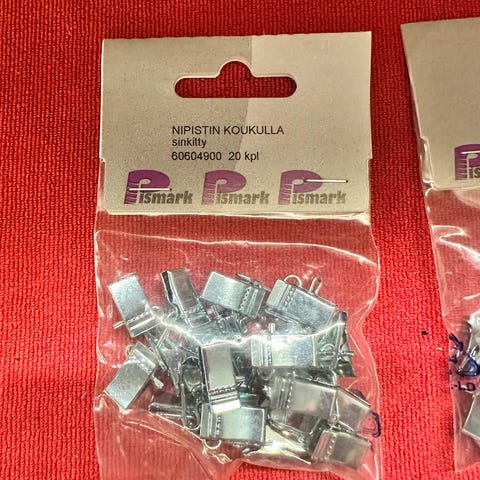 NIPISTIN KOUKULLA
sinkitty
60604900 20 kpl
Pismark Pismark Pismark